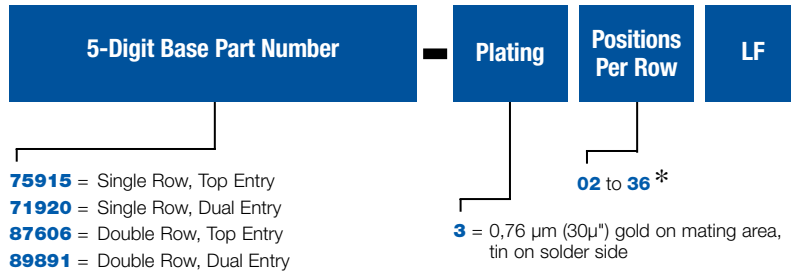 5-Digit Base Part Number - Plating Positions Per Row LF
75915 = Single Row, Top Entry
71920 = Single Row, Dual Entry
87606 = Double Row, Top Entry
89891 = Double Row, Dual Entry
02 to 36 *
3 = 0,76 µm (30µ") gold on mating area,
tin on solder side